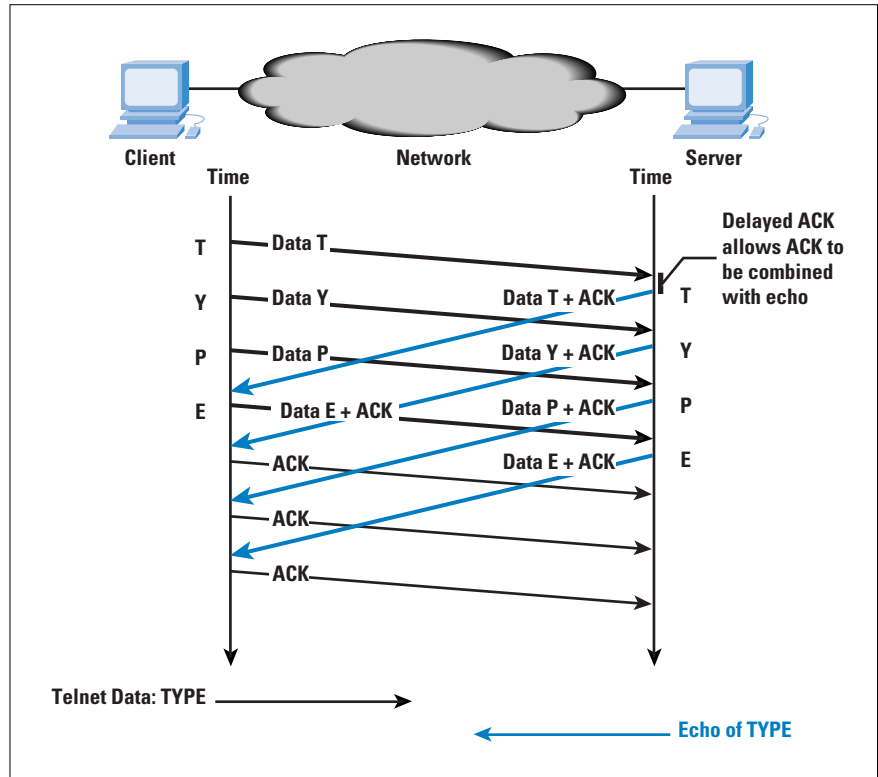 Client
Network
Server
Time
Time
Delayed ACK
allows ACK to
be combined
with echo
T
Data T
Data T + ACK
T
Y
Data Y
Data Y + ACK
Y
P
Data P
Data P + ACK
P
E
Data E + ACK
Data E + ACK
E
ACK
ACK
ACK
Telnet Data: TYPE
Echo of TYPE